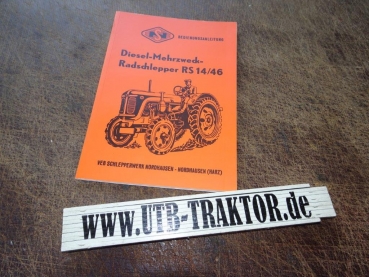 N
BEDIENUNGSANLEITUNG
Diesel-Mehrzweck-
Radschlepper RS 14/46
VEB SCHLEPPERWERK NORDHAUSEN · NORDHAUSEN (HARZ)
www.UTB-TRAKTOR.de